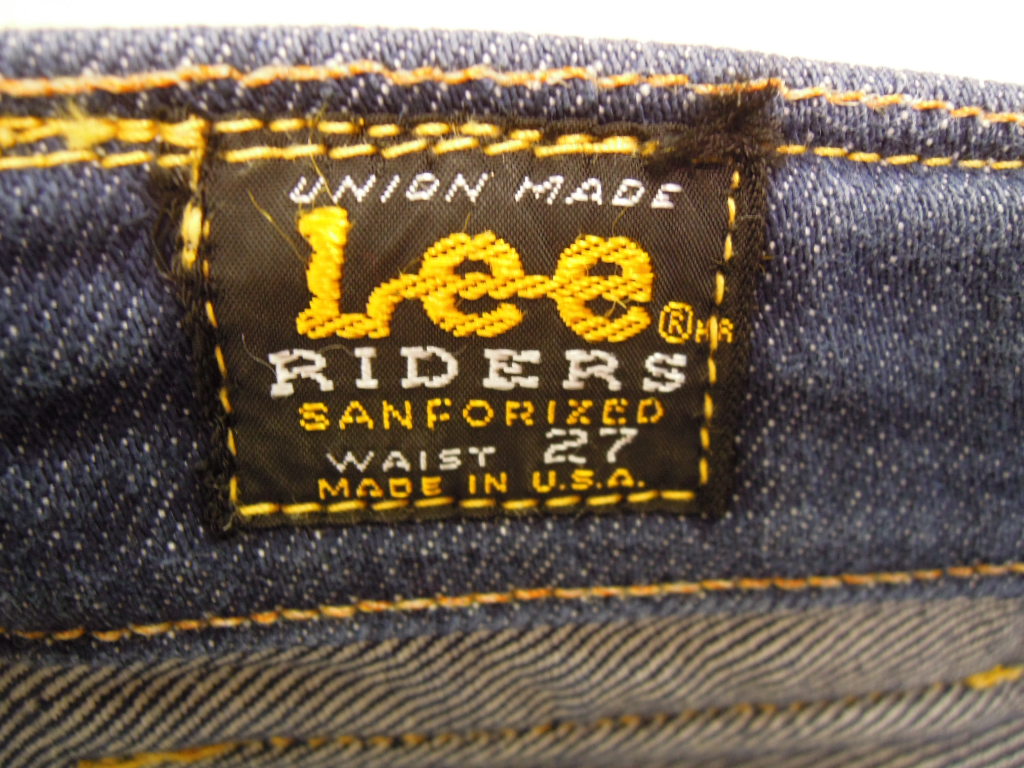 UNION MADE
Lee ® MR
RIDERS
SANFORIZED
WAIST 27
MADE IN U.S.A.